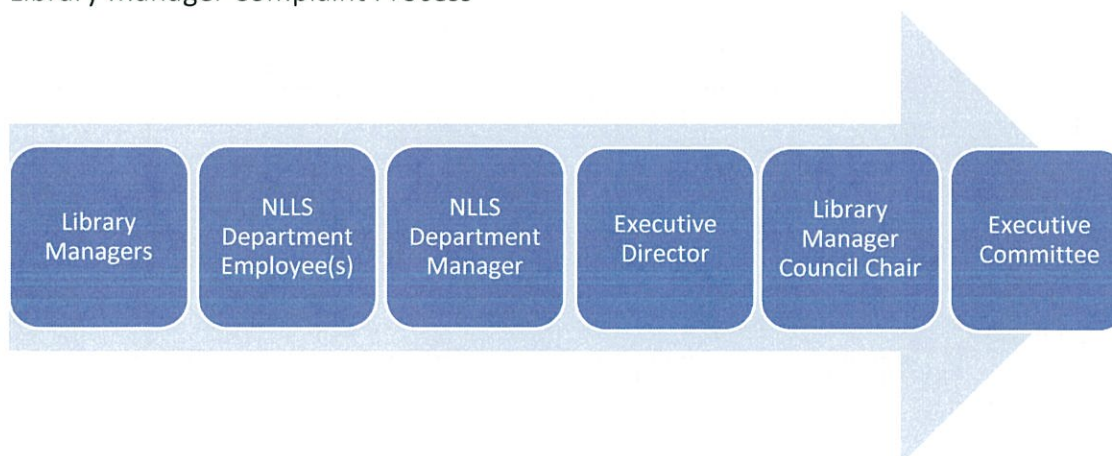 Library Manager Complaint Process
Library
Managers
NLLS
Department
Employee(s)
NLLS
Department
Manager
Executive
Director
Library
Manager
Council Chair
Executive
Committee